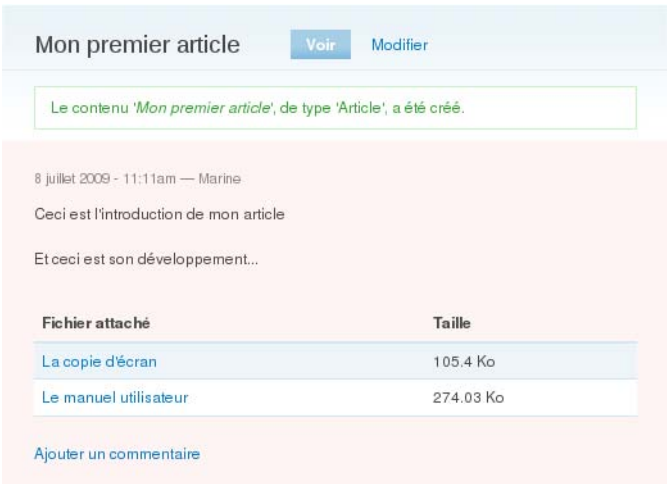 Mon premier article Voir Modifier
Le contenu 'Mon premier article', de type 'Article', a été créé.
8 juillet 2009 - 11:11am — Marine
Ceci est l'introduction de mon article
Et ceci est son développement...
Fichier attaché Taille
La copie d'écran 105.4 Ko
Le manuel utilisateur 274.03 Ko
Ajouter un commentaire